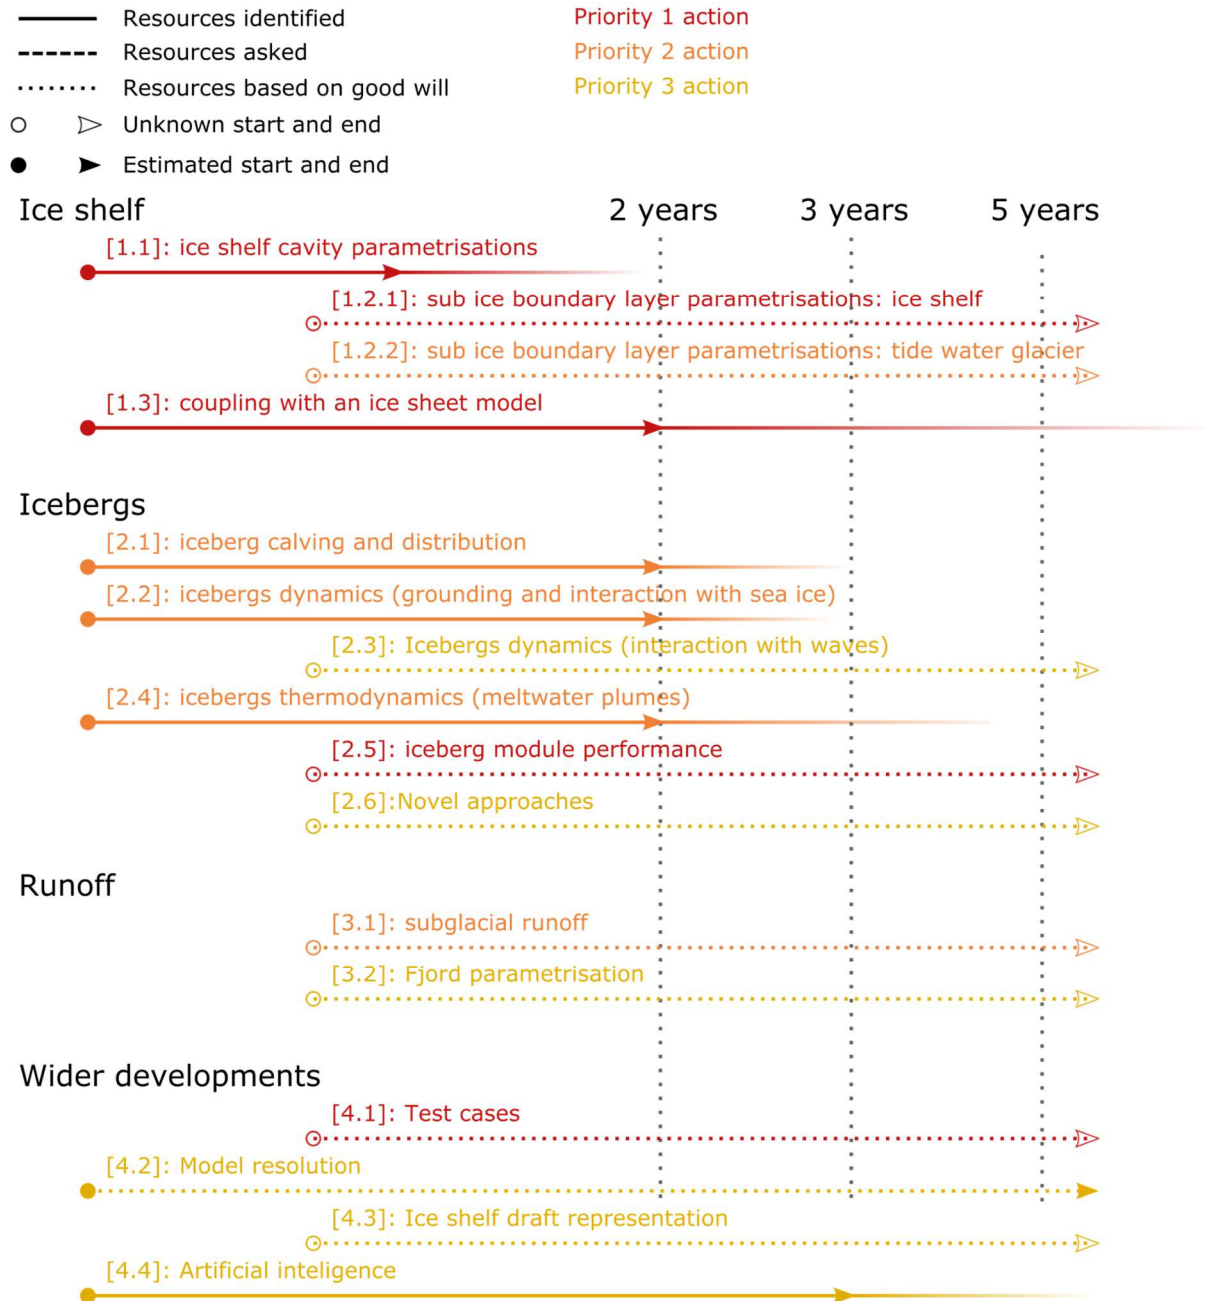 Resources identified
Priority 1 action
Resources asked
Priority 2 action
Resources based on good will
Priority 3 action
Unknown start and end
Estimated start and end
Ice shelf
2 years
3 years
5 years
[1.1]: ice shelf cavity parametrisations
[1.2.1]: sub ice boundary layer parametrisations: ice shelf
[1.2.2]: sub ice boundary layer parametrisations: tide water glacier
[1.3]: coupling with an ice sheet model
Icebergs
[2.1]: iceberg calving and distribution
[2.2]: icebergs dynamics (grounding and interaction with sea ice)
[2.3]: Icebergs dynamics (interaction with waves)
[2.4]: icebergs thermodynamics (meltwater plumes)
[2.5]: iceberg module performance
[2.6]:Novel approaches
Runoff
[3.1]: subglacial runoff
[3.2]: Fjord parametrisation
Wider developments
[4.1]: Test cases
[4.2]: Model resolution
[4.3]: Ice shelf draft representation
[4.4]: Artificial inteligence